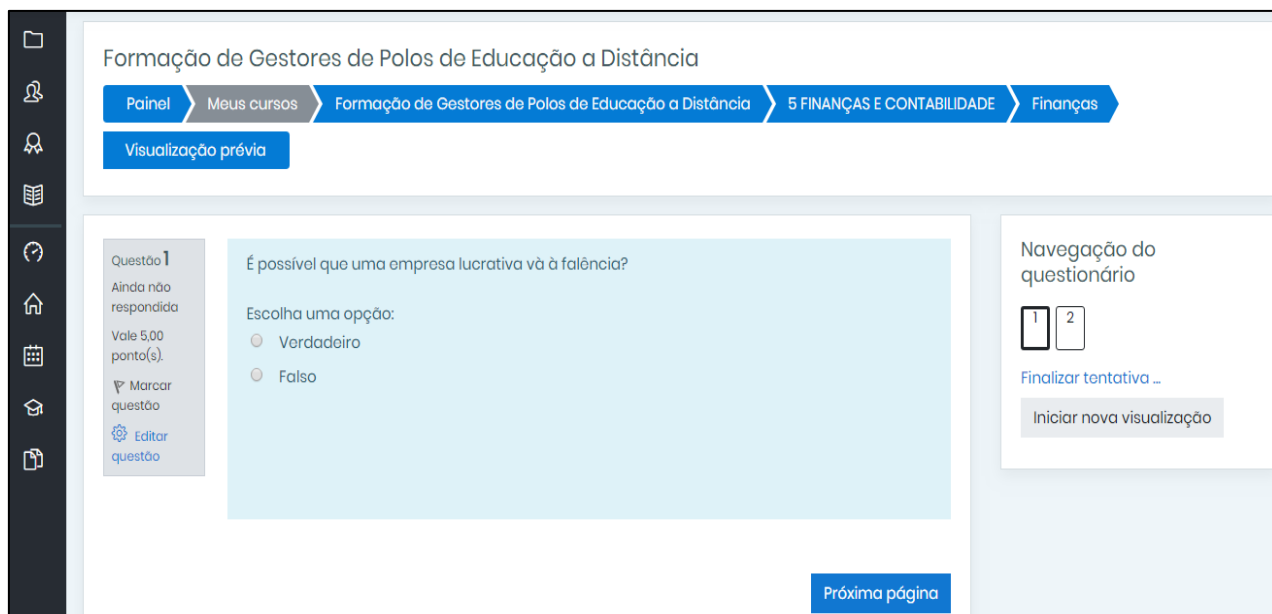 Formação de Gestores de Polos de Educação a Distância
Painel
Meus cursos
Formação de Gestores de Polos de Educação a Distância
5 FINANÇAS E CONTABILIDADE
Finanças
Visualização prévia
Questão 1
Ainda não
respondida
Vale 5,00
ponto(s).
Marcar
questão
Editar
questão
É possível que uma empresa lucrativa và à falência?
Escolha uma opção:
Verdadeiro
Falso
Próxima página
Navegação do
questionário
1
2
Finalizar tentativa ...
Iniciar nova visualização